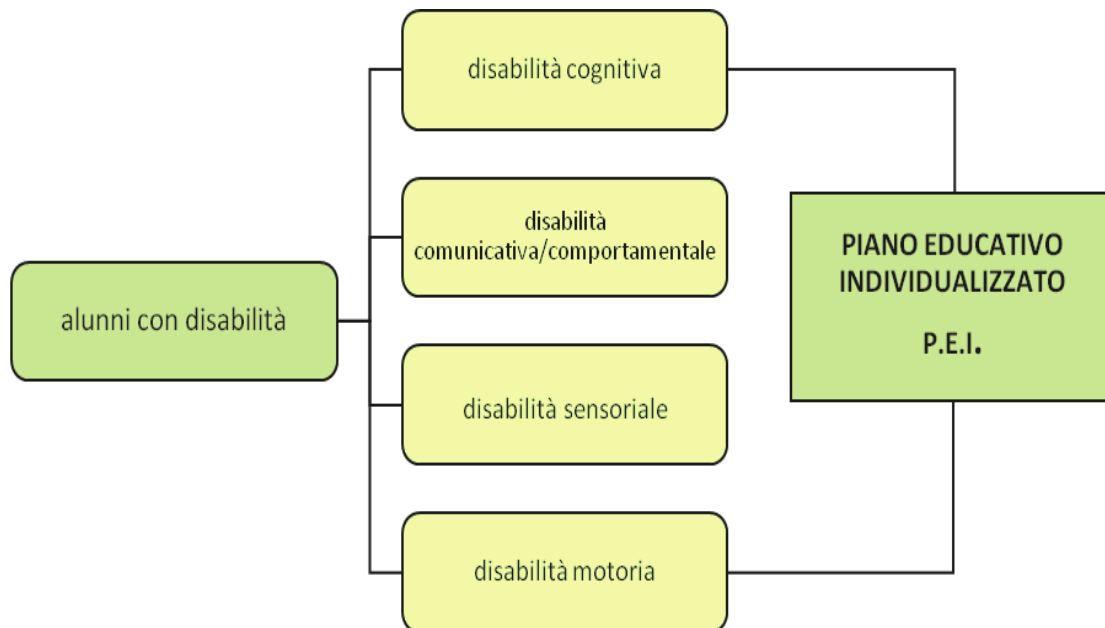 alunni con disabilità
disabilità cognitiva
disabilità
comunicativa/comportamentale
disabilità sensoriale
disabilità motoria
PIANO EDUCATIVO
INDIVIDUALIZZATO
P.E.I.